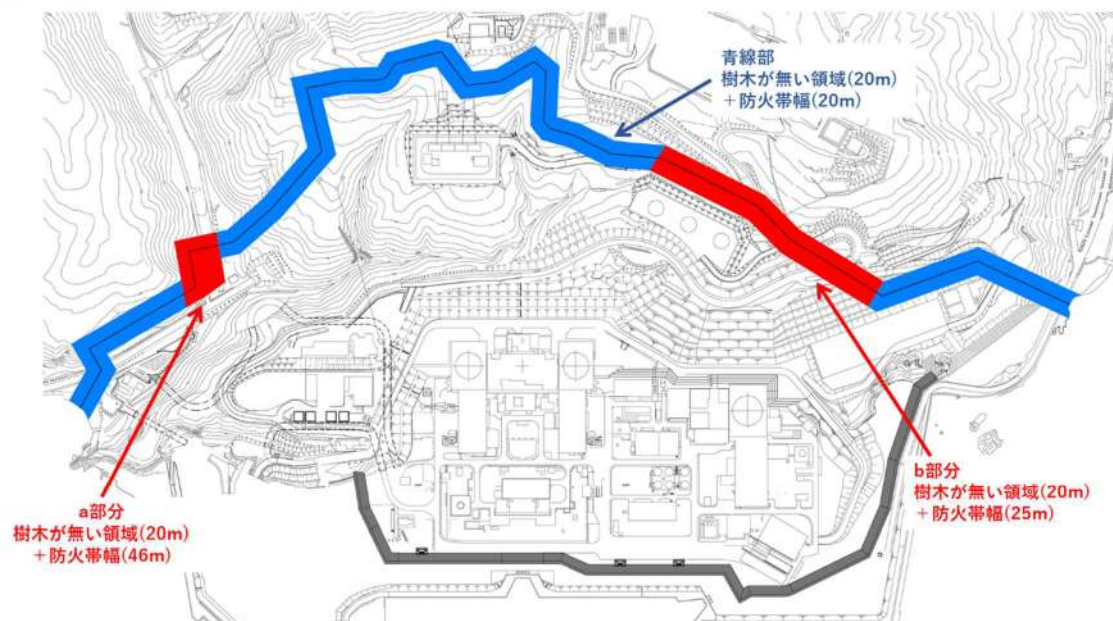 青線部
樹木が無い領域(20m)
＋防火帯幅(20m)
a部分
樹木が無い領域(20m)
＋防火帯幅(46m)
b部分
樹木が無い領域(20m)
＋防火帯幅(25m)